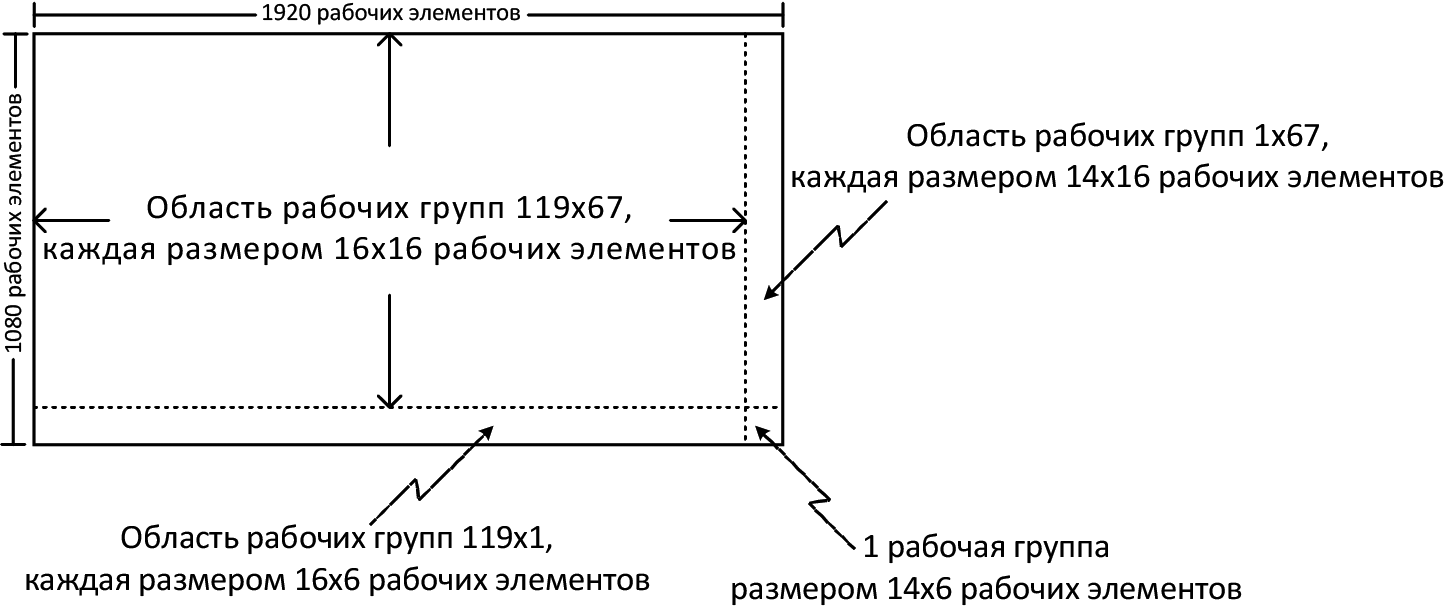 1920 рабочих элементов
1080 рабочих элементов
Область рабочих групп 1x67,
каждая размером 14x16 рабочих элементов
Область рабочих групп 119x67,
каждая размером 16x16 рабочих элементов
Область рабочих групп 119x1,
каждая размером 16x6 рабочих элементов
1 рабочая группа
размером 14x6 рабочих элементов